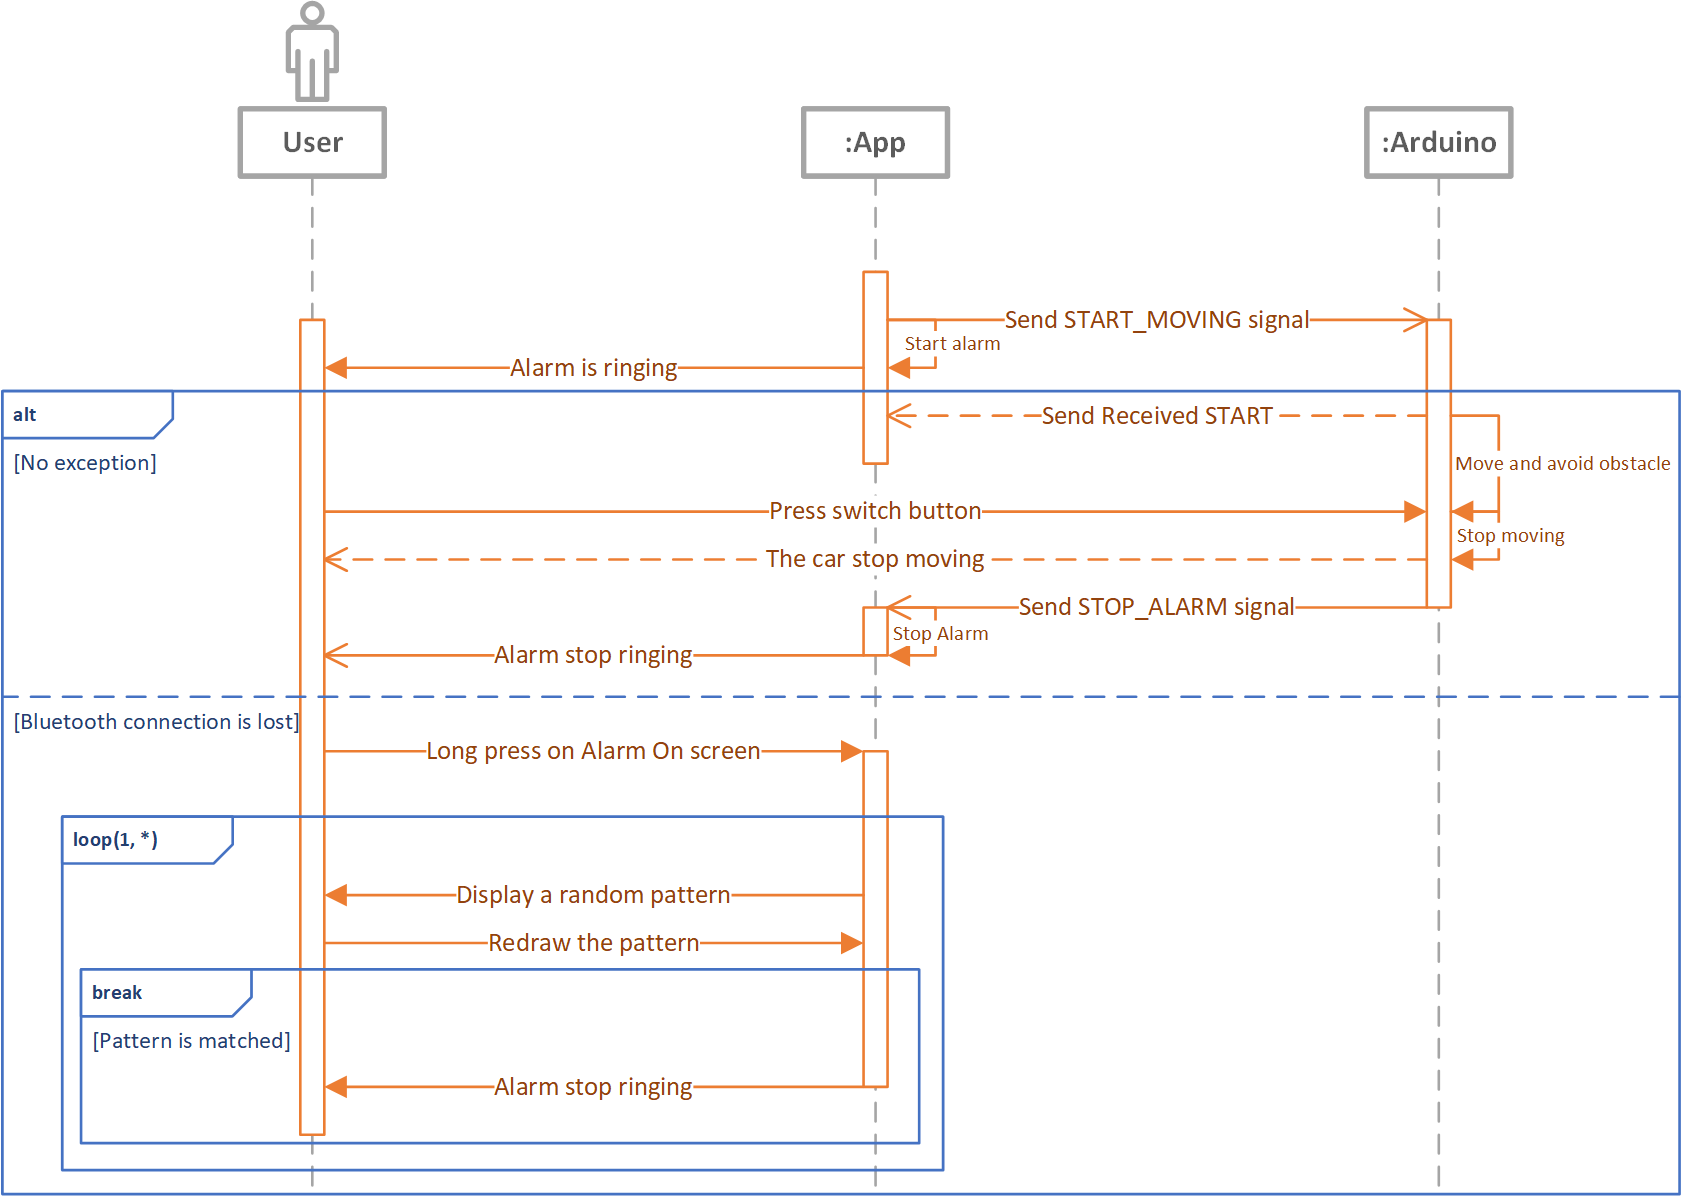 User
:App
:Arduino
Send START_MOVING signal
Start alarm
Alarm is ringing
alt
Send Received START
[No exception]
Move and avoid obstacle
Press switch button
Stop moving
The car stop moving
Send STOP_ALARM signal
Stop Alarm
Alarm stop ringing
[Bluetooth connection is lost]
Long press on Alarm On screen
loop(1, *)
Display a random pattern
Redraw the pattern
break
[Pattern is matched]
Alarm stop ringing